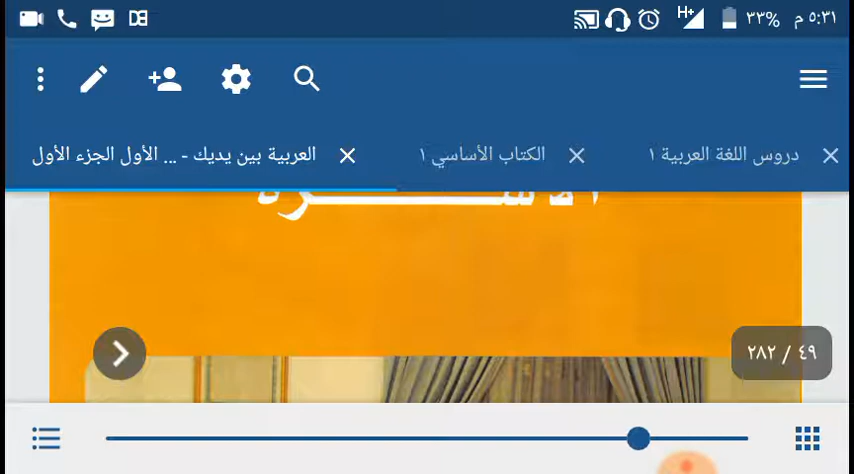 ٥:٣١ م ٣٣% H+
دروس اللغة العربية ١
الكتاب الأساسي ١
العربية بين يديك - ... الأول الجزء الأول
٤٩ / ٢٨٢